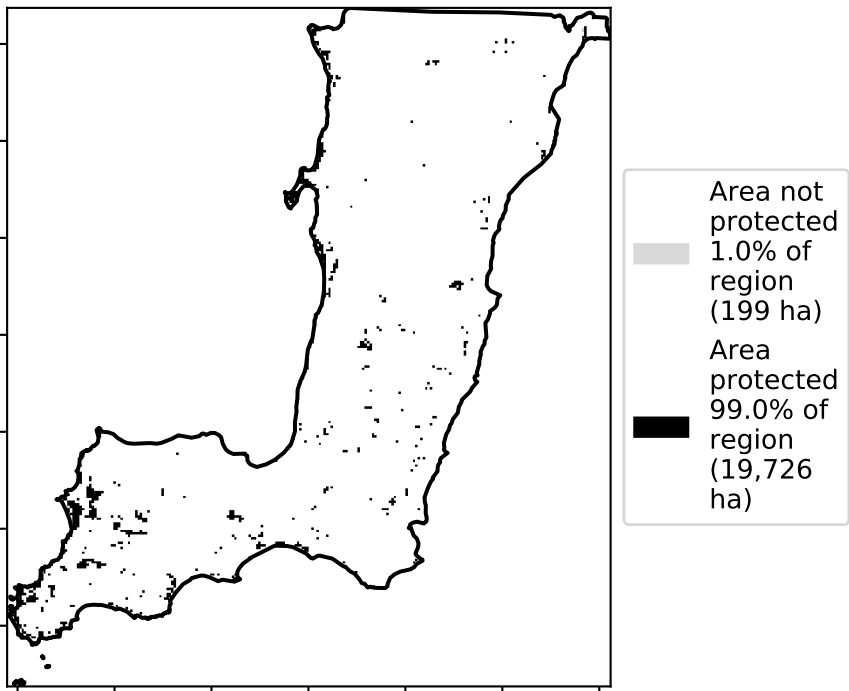 Area not
protected
1.0% of
region
(199 ha)
Area
protected
99.0% of
region
(19,726
ha)